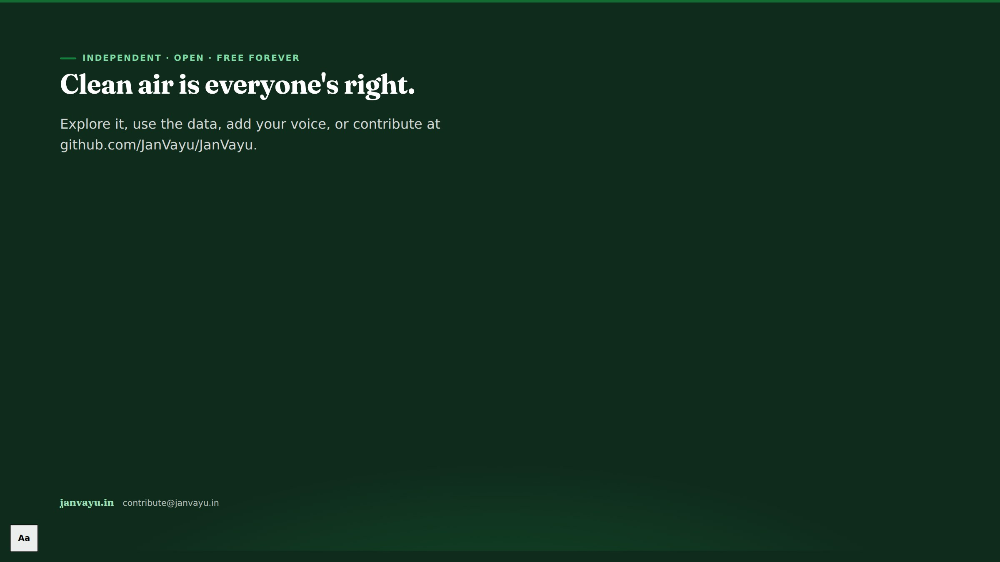 INDEPENDENT · OPEN · FREE FOREVER
Clean air is everyone's right.
Explore it, use the data, add your voice, or contribute at
github.com/JanVayu/JanVayu.
janvayu.in contribute@janvayu.in
Aa